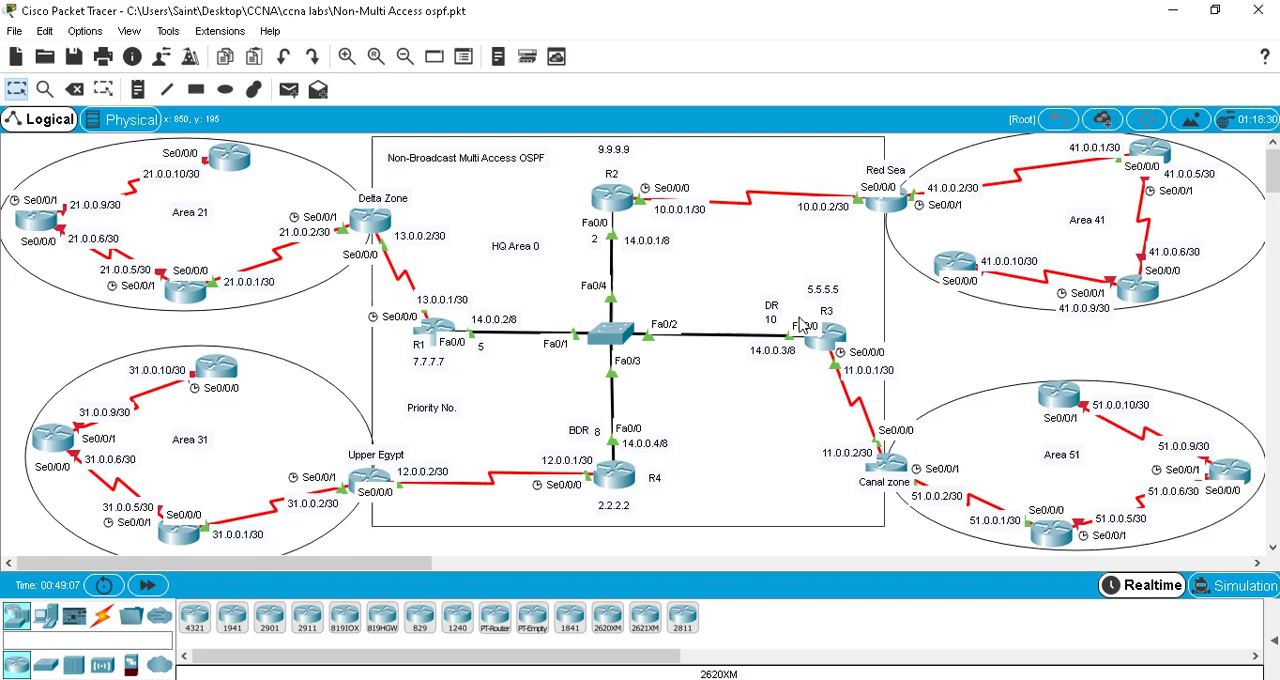 Cisco Packet Tracer - C:\Users\Saint\Desktop\CCNA\ccna labs\Non-Multi Access ospf.pkt
File Edit Options View Tools Extensions Help
?
Logical Physical x: 850, y: 195 [Root] 01:18:30
Se0/0/0
21.0.0.10/30
Se0/0/1
21.0.0.9/30
Se0/0/0
21.0.0.6/30
Area 21
21.0.0.5/30
Se0/0/0
Se0/0/1
21.0.0.1/30
Se0/0/1
21.0.0.2/30
Delta Zone
13.0.0.2/30
Se0/0/0
Non-Broadcast Multi Access OSPF
HQ Area 0
9.9.9.9
R2
Se0/0/0
10.0.0.1/30
Fa0/0
2
14.0.0.1/8
Fa0/4
10.0.0.2/30
Red Sea
Se0/0/0
41.0.0.2/30
Se0/0/1
41.0.0.1/30
Se0/0/0
41.0.0.5/30
Se0/0/1
Area 41
41.0.0.6/30
Se0/0/0
41.0.0.10/30
Se0/0/0
Se0/0/1
41.0.0.9/30
13.0.0.1/30
Se0/0/0
R1
Fa0/0
7.7.7.7
14.0.0.2/8
5
Fa0/1
Fa0/2
Fa0/3
DR
10
5.5.5.5
R3
14.0.0.3/8
Se0/0/0
11.0.0.1/30
Priority No.
BDR 8
Fa0/0
14.0.0.4/8
12.0.0.1/30
Se0/0/0
R4
2.2.2.2
31.0.0.10/30
Se0/0/0
31.0.0.9/30
Se0/0/1
Se0/0/0
31.0.0.6/30
Area 31
31.0.0.5/30
Se0/0/0
Se0/0/1
31.0.0.1/30
Se0/0/1
31.0.0.2/30
Upper Egypt
12.0.0.2/30
Se0/0/0
Se0/0/0
11.0.0.2/30
Se0/0/1
Canal zone
51.0.0.2/30
51.0.0.1/30
Se0/0/0
51.0.0.5/30
Se0/0/1
Area 51
51.0.0.10/30
Se0/0/0
51.0.0.9/30
Se0/0/1
51.0.0.6/30
Se0/0/0
Time: 00:49:07 Realtime Simulation
4321 1941 2901 2911 819IOX 819HGW 829 1240 PT-Router PT-Empty 1841 2620XM 2621XM 2811
2620XM